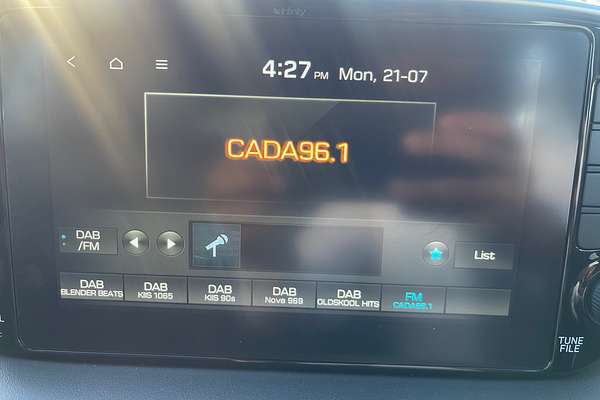 4:27 PM Mon, 21-07
CADA96.1
DAB
/FM
List
DAB
BLENDER BEATS
DAB
KIIS 1065
DAB
KIIS 90s
DAB
Nova 969
DAB
OLDSKOOL HITS
FM
CADA96.1
TUNE
FILE